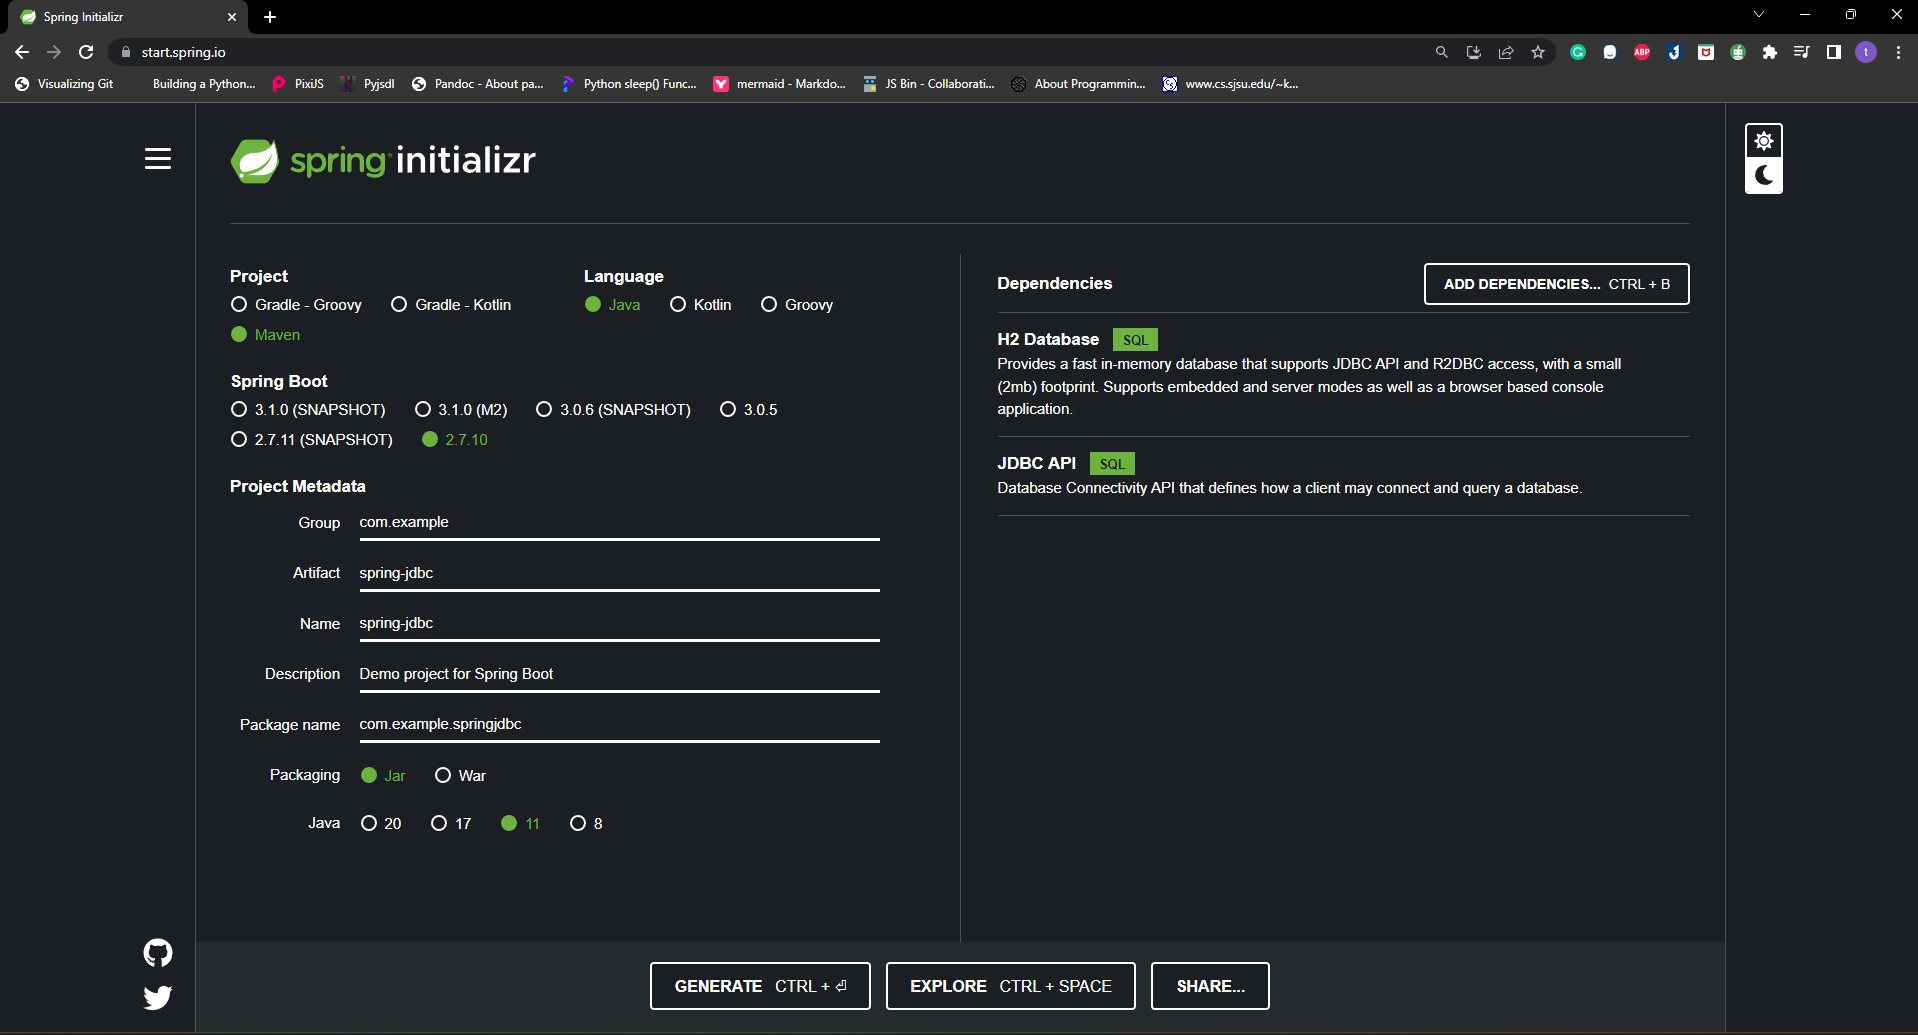 Spring Initializr
start.spring.io
ABP
t
Visualizing Git
Building a Python...
PixiJS
Pyjsdl
Pandoc - About pa...
Python sleep() Func...
mermaid - Markdo...
JS Bin - Collaborati...
About Programmin...
www.cs.sjsu.edu/~k...
spring initializr
Project
Gradle - Groovy
Gradle - Kotlin
Maven
Language
Java
Kotlin
Groovy
Spring Boot
3.1.0 (SNAPSHOT)
3.1.0 (M2)
3.0.6 (SNAPSHOT)
3.0.5
2.7.11 (SNAPSHOT)
2.7.10
Project Metadata
Group com.example
Artifact spring-jdbc
Name spring-jdbc
Description Demo project for Spring Boot
Package name com.example.springjdbc
Packaging Jar War
Java 20 17 11 8
Dependencies
ADD DEPENDENCIES... CTRL + B
H2 Database SQL
Provides a fast in-memory database that supports JDBC API and R2DBC access, with a small
(2mb) footprint. Supports embedded and server modes as well as a browser based console
application.
JDBC API SQL
Database Connectivity API that defines how a client may connect and query a database.
GENERATE CTRL + ⏎
EXPLORE CTRL + SPACE
SHARE...